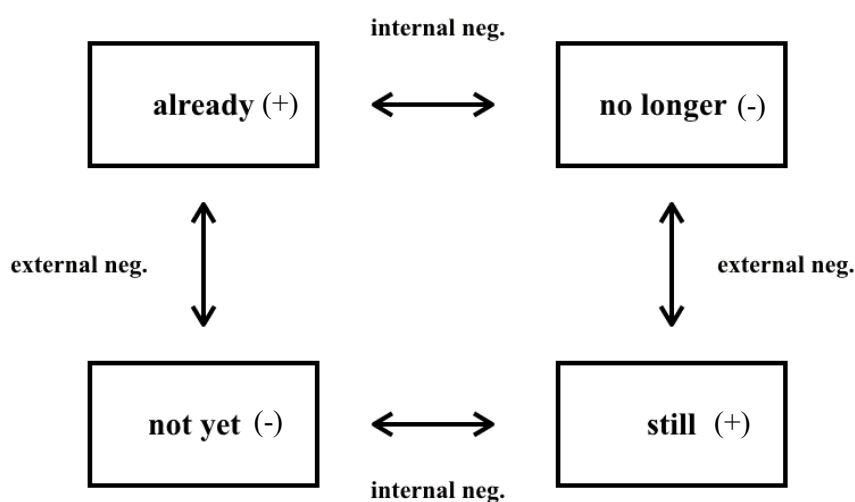 internal neg.
already (+)
no longer (-)
external neg.
external neg.
not yet (-)
still (+)
internal neg.